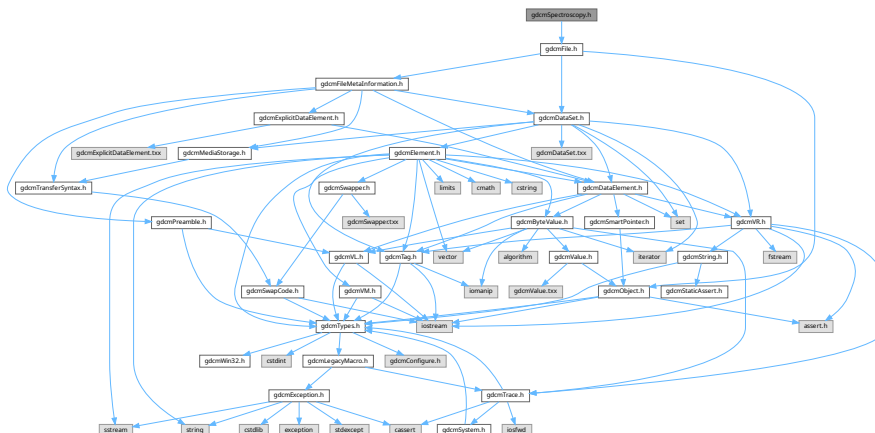 gdcmSpectroscopy.h
gdcmFile.h
gdcmFileMetaInformation.h
gdcmExplicitDataElement.h
gdcmDataSet.h
gdcmExplicitDataElement.txx
gdcmMediaStorage.h
gdcmElement.h
gdcmDataSet.txx
gdcmTransferSyntax.h
gdcmSwapper.h
limits
cmath
cstring
gdcmDataElement.h
gdcmSwapper.txx
gdcmPreamble.h
gdcmByteValue.h
gdcmSmartPointer.h
set
gdcmVR.h
gdcmVL.h
gdcmTag.h
vector
algorithm
gdcmValue.h
iterator
gdcmString.h
fstream
gdcmSwapCode.h
gdcmVM.h
iomanip
gdcmValue.txx
gdcmObject.h
gdcmStaticAssert.h
gdcmTypes.h
iostream
assert.h
gdcmWin32.h
cstdint
gdcmLegacyMacro.h
gdcmConfigure.h
gdcmException.h
gdcmTrace.h
sstream
string
cstdlib
exception
stdexcept
cassert
gdcmSystem.h
iosfwd